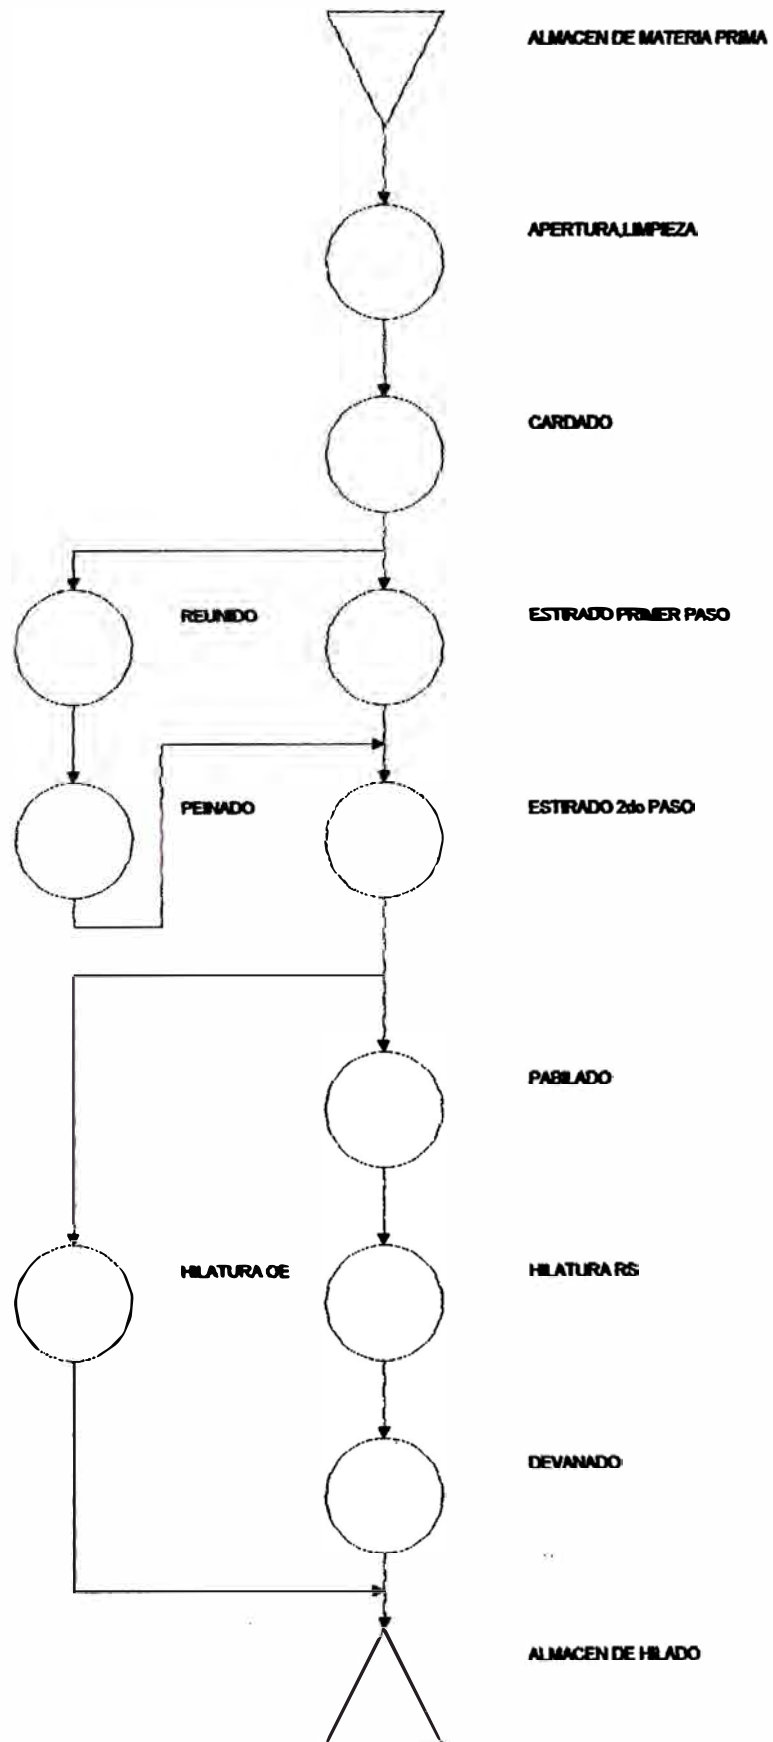 ALMACEN DE MATERIA PRIMA
APERTURA,LIMPIEZA
CARDADO
REUNIDO
ESTIRADO PRIMER PASO
PEINADO
ESTIRADO 2do PASO
PABILADO
HILATURA OE
HILATURA RS
DEVANADO
ALMACEN DE HILADO